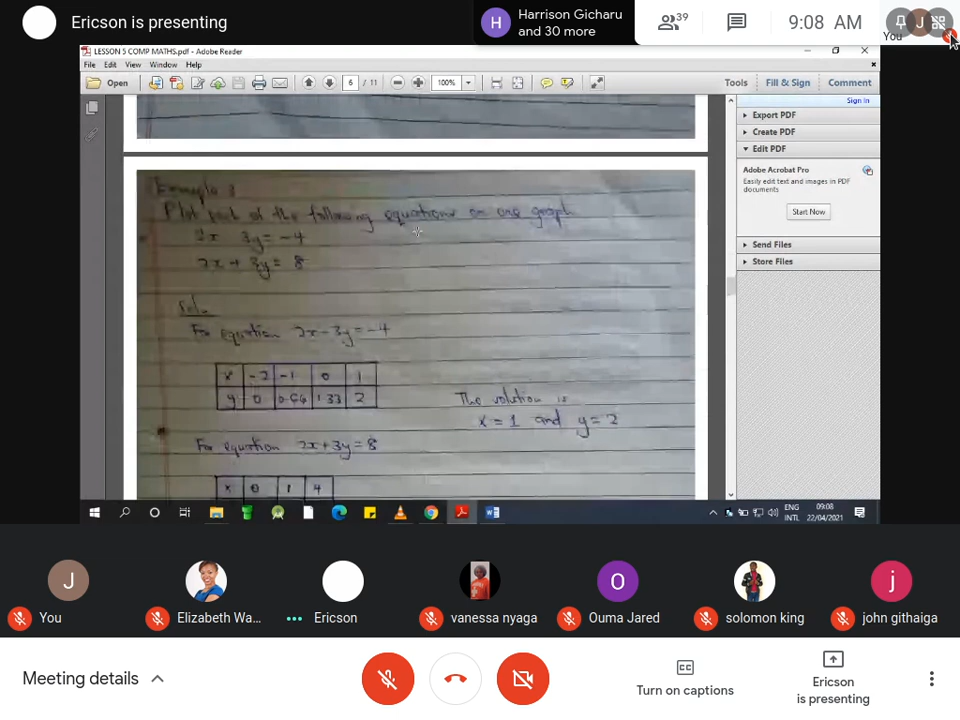 Ericson is presenting
H
Harrison Gicharu
and 30 more
39
9:08 AM
J
You
LESSON 5 COMP MATHS.pdf - Adobe Reader
File Edit View Window Help
Open
6 / 11
100%
Tools
Fill & Sign
Comment
Sign In
Export PDF
Create PDF
Edit PDF
Adobe Acrobat Pro
Easily edit text and images in PDF
documents
Start Now
Send Files
Store Files
Example 3
Plot each of the following equations on one graph
2x 3y = -4
2x + 3y = 8
Soln
For equation 2x - 3y = -4
x -2 -1 0 1
y 0 0.66 1.33 2
The solution is
x = 1 and y = 2
For equation 2x + 3y = 8
x 0 1 4
ENG
INTL
09:08
22/04/2021
J
O
j
You
Elizabeth Wa...
Ericson
vanessa nyaga
Ouma Jared
solomon king
john githaiga
Meeting details
Turn on captions
Ericson
is presenting